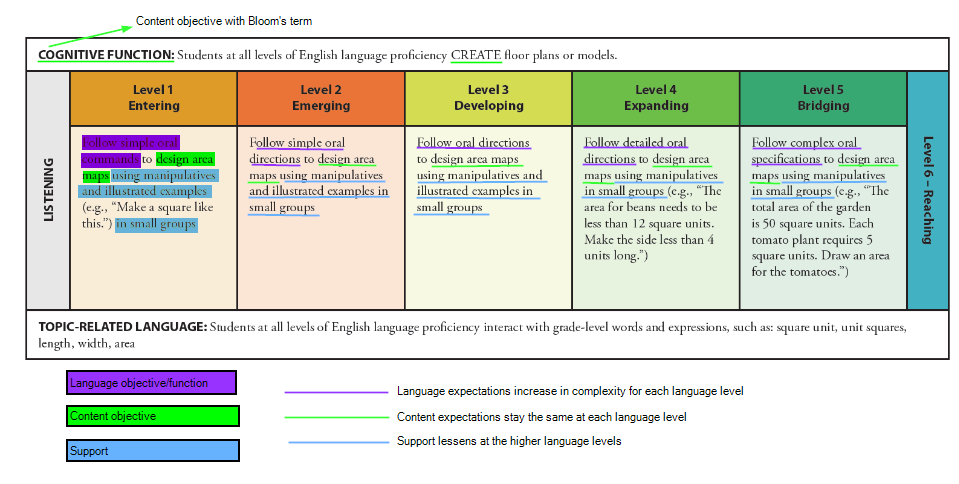 Content objective with Bloom's term
COGNITIVE FUNCTION: Students at all levels of English language proficiency CREATE floor plans or models.
LISTENING
Level 1
Entering
Follow simple oral
commands to design area
maps using manipulatives
and illustrated examples
(e.g., “Make a square like
this.”) in small groups
Level 2
Emerging
Follow simple oral
directions to design area
maps using manipulatives
and illustrated examples in
small groups
Level 3
Developing
Follow oral directions
to design area maps
using manipulatives and
illustrated examples in
small groups
Level 4
Expanding
Follow detailed oral
directions to design area
maps using manipulatives
in small groups (e.g., “The
area for beans needs to be
less than 12 square units.
Make the side less than 4
units long.”)
Level 5
Bridging
Follow complex oral
specifications to design area
maps using manipulatives
in small groups (e.g., “The
total area of the garden
is 50 square units. Each
tomato plant requires 5
square units. Draw an area
for the tomatoes.”)
Level 6 – Reaching
TOPIC-RELATED LANGUAGE: Students at all levels of English language proficiency interact with grade-level words and expressions, such as: square unit, unit squares,
length, width, area
Language objective/function
Content objective
Support
Language expectations increase in complexity for each language level
Content expectations stay the same at each language level
Support lessens at the higher language levels